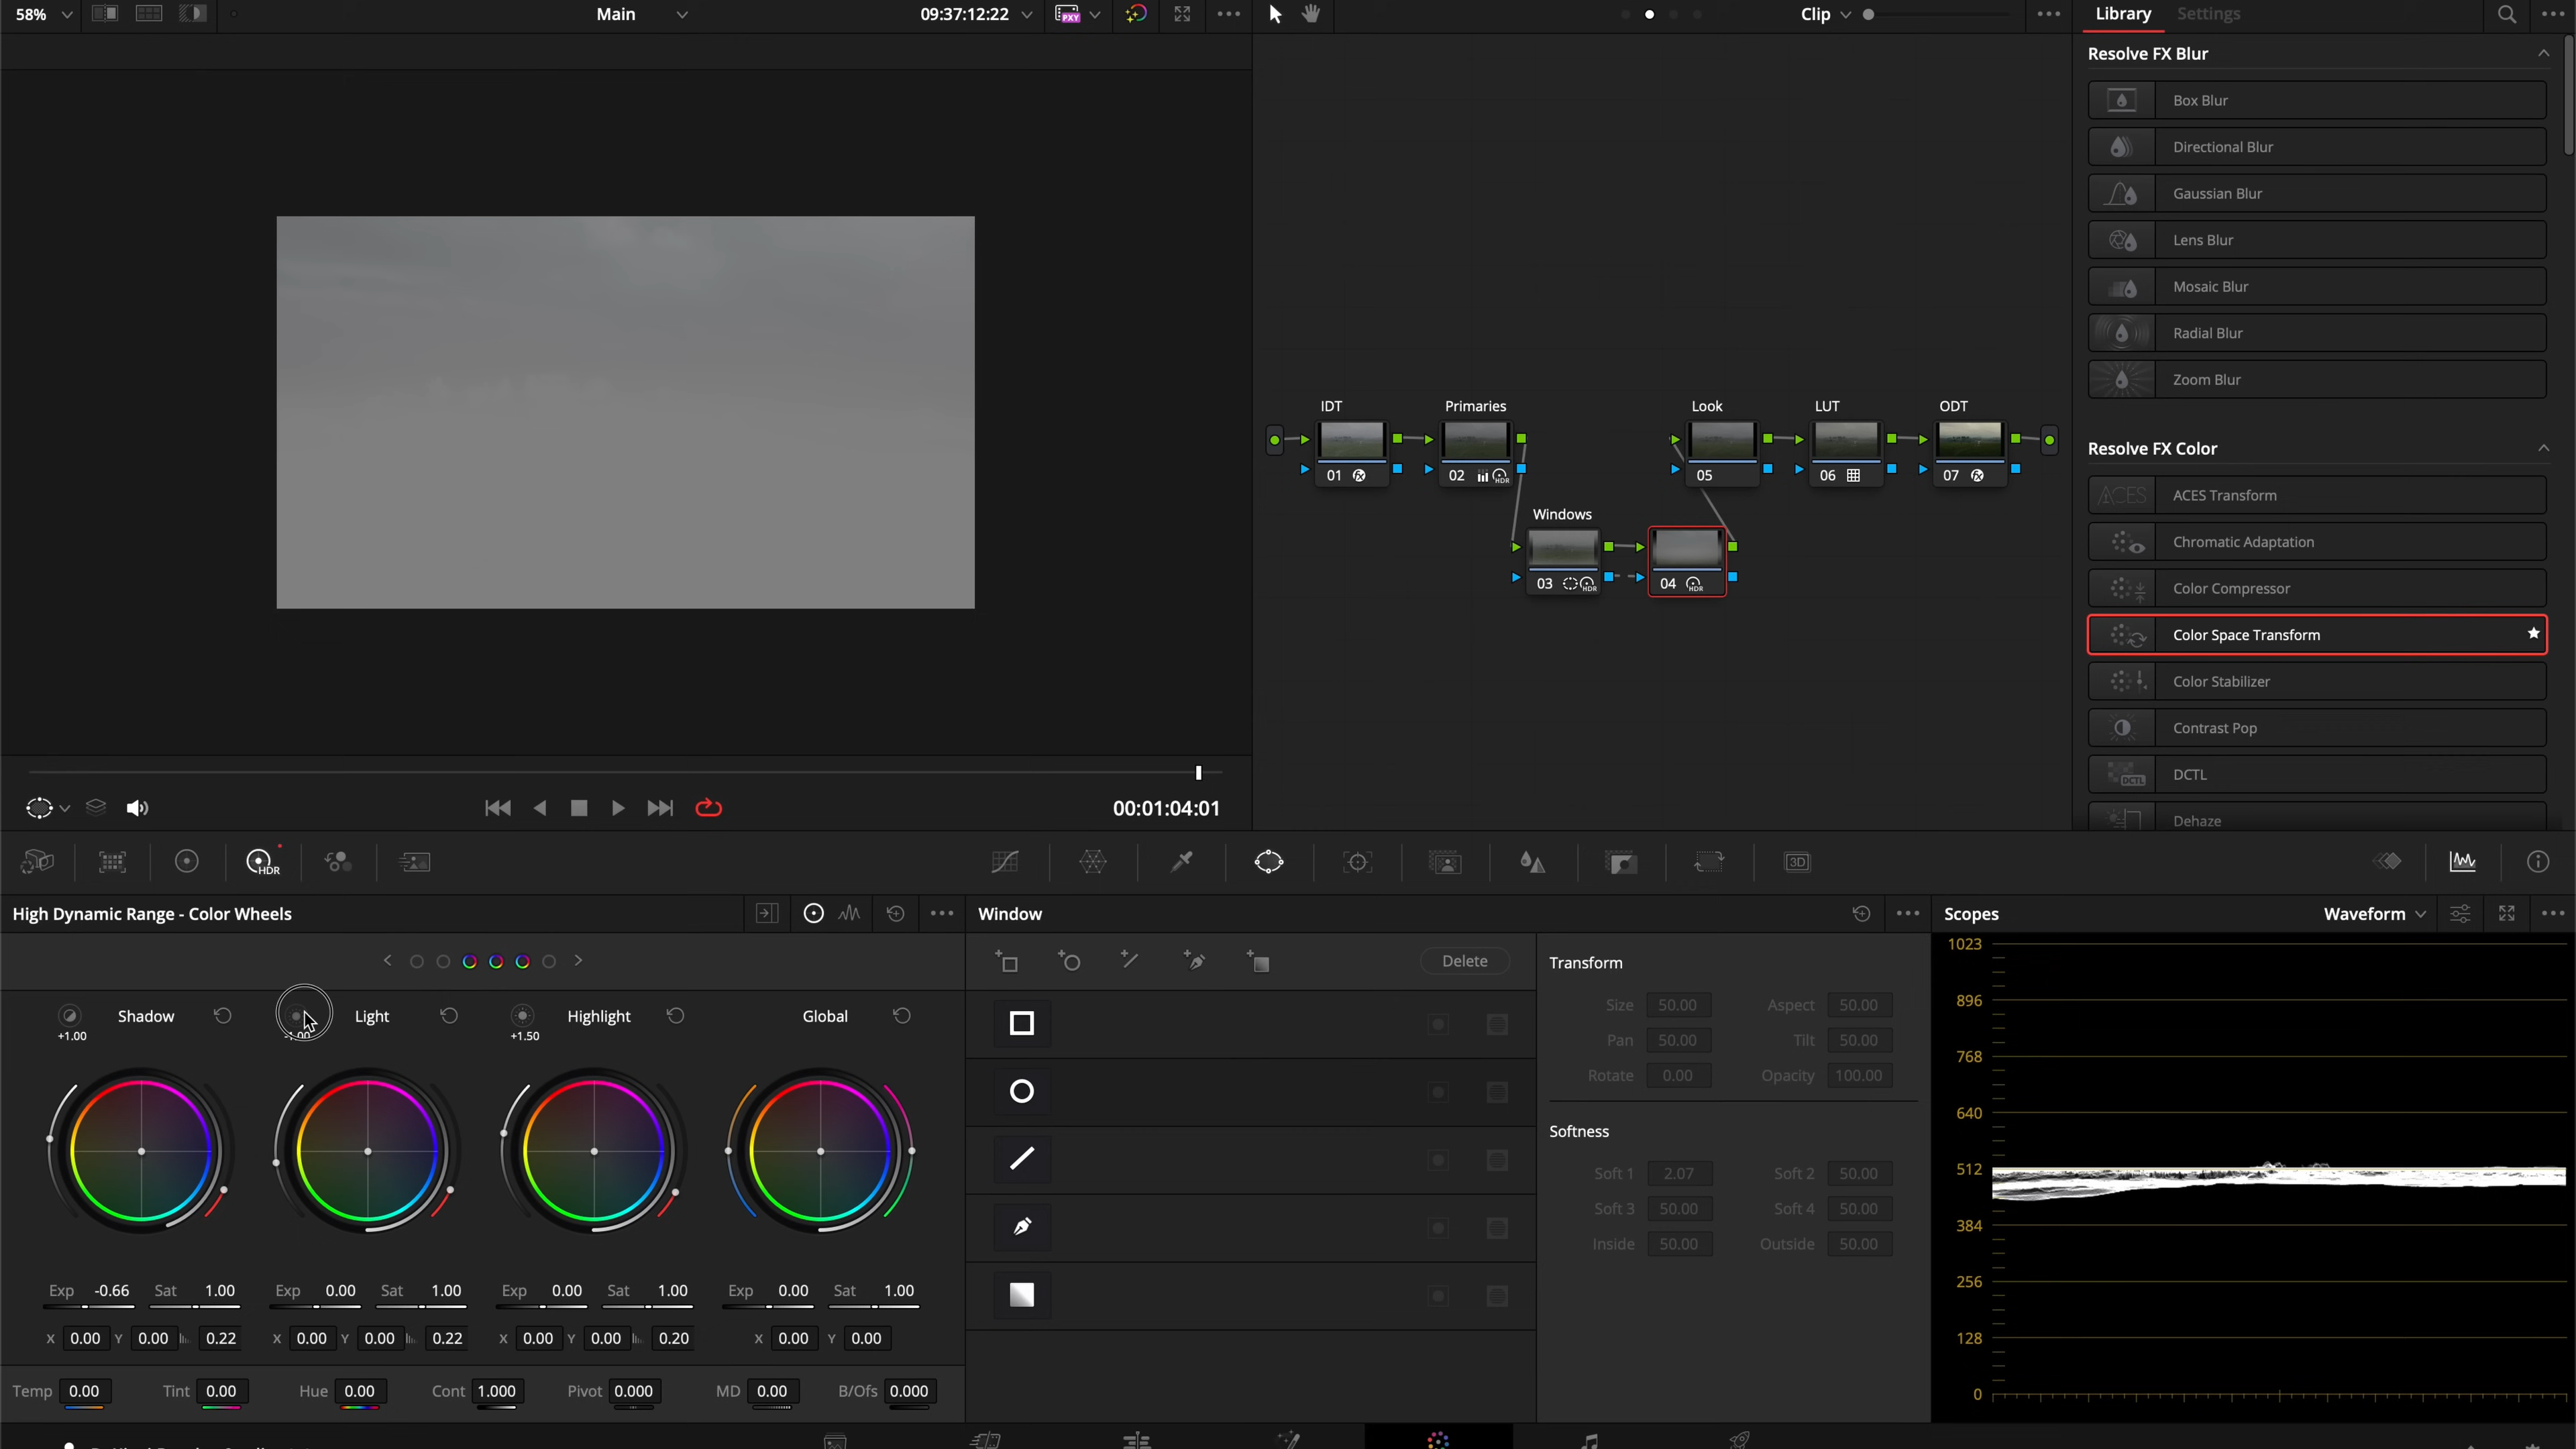 58%
Main
09:37:12:22
PXY
Clip
Library
Settings
Resolve FX Blur
Box Blur
Directional Blur
Gaussian Blur
Lens Blur
Mosaic Blur
Radial Blur
Zoom Blur
IDT
Primaries
Look
LUT
ODT
01
02
HDR
05
06
07
Windows
03
HDR
04
HDR
Resolve FX Color
ACES
ACES Transform
Chromatic Adaptation
Color Compressor
Color Space Transform
Color Stabilizer
Contrast Pop
DCTL
DCTL
Dehaze
00:01:04:01
HDR
3D
High Dynamic Range - Color Wheels
Window
Scopes
Waveform
Shadow
+1.00
Light
Highlight
+1.50
Global
Exp -0.66 Sat 1.00
Exp 0.00 Sat 1.00
Exp 0.00 Sat 1.00
Exp 0.00 Sat 1.00
X 0.00 Y 0.00 0.22
X 0.00 Y 0.00 0.22
X 0.00 Y 0.00 0.20
X 0.00 Y 0.00
Temp 0.00 Tint 0.00 Hue 0.00 Cont 1.000 Pivot 0.000 MD 0.00 B/Ofs 0.000
Delete
Transform
Size 50.00 Aspect 50.00
Pan 50.00 Tilt 50.00
Rotate 0.00 Opacity 100.00
Softness
Soft 1 2.07 Soft 2 50.00
Soft 3 50.00 Soft 4 50.00
Inside 50.00 Outside 50.00
1023
896
768
640
512
384
256
128
0